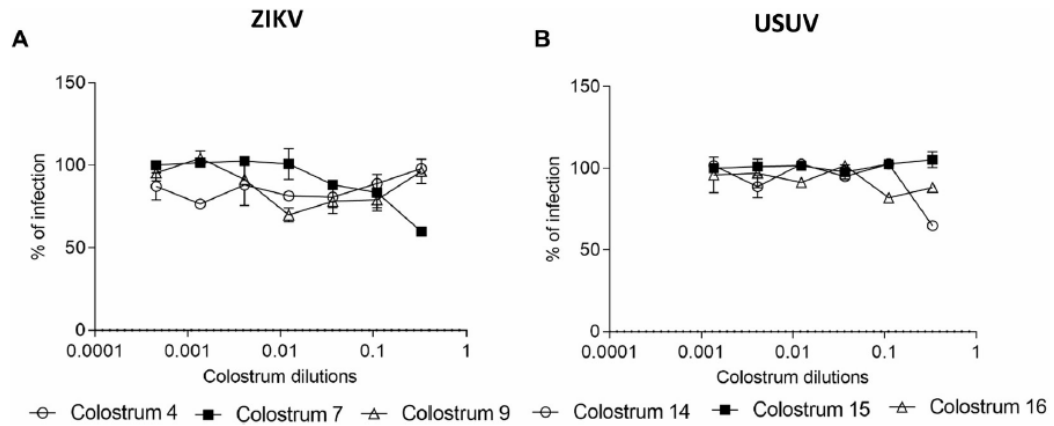 ZIKV
USUV
A
B
150
100
50
0
% of infection
0.0001
0.001
0.01
0.1
1
Colostrum dilutions
150
100
50
0
% of infection
0.0001
0.001
0.01
0.1
1
Colostrum dilutions
Colostrum 4 Colostrum 7 Colostrum 9 Colostrum 14 Colostrum 15 Colostrum 16